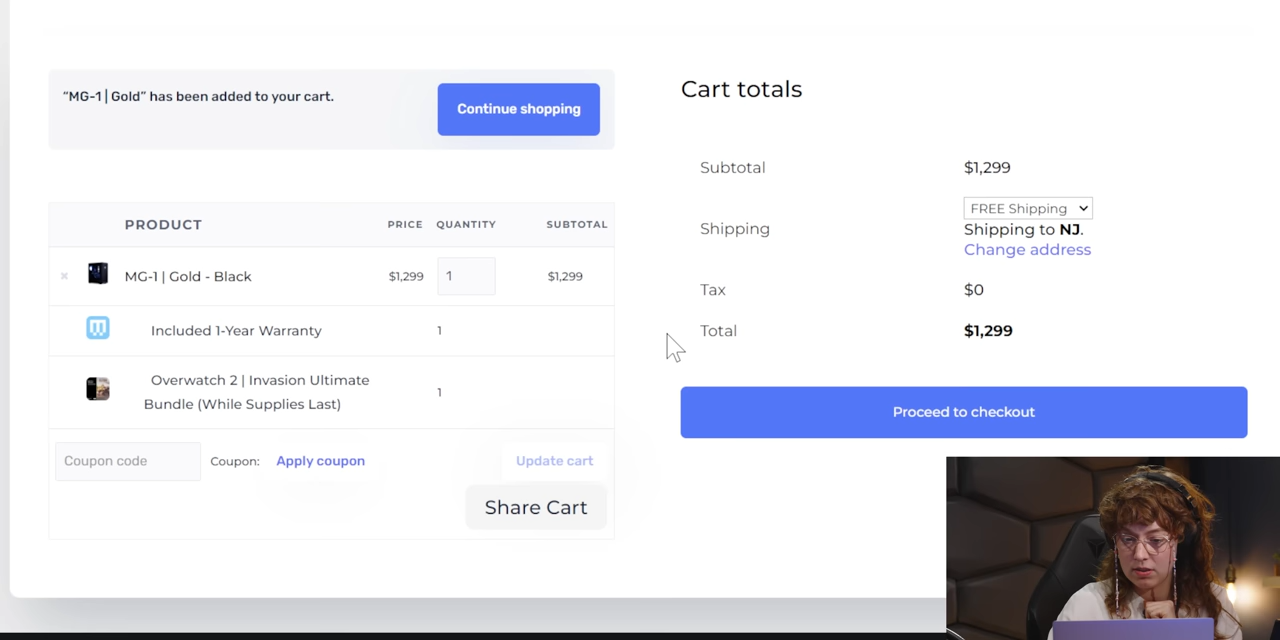 “MG-1 | Gold” has been added to your cart.
Continue shopping
PRODUCT PRICE QUANTITY SUBTOTAL
× MG-1 | Gold - Black $1,299 1 $1,299
Included 1-Year Warranty 1
Overwatch 2 | Invasion Ultimate
Bundle (While Supplies Last) 1
Coupon code Coupon: Apply coupon Update cart
Share Cart
Cart totals
Subtotal $1,299
Shipping FREE Shipping
Shipping to NJ.
Change address
Tax $0
Total $1,299
Proceed to checkout